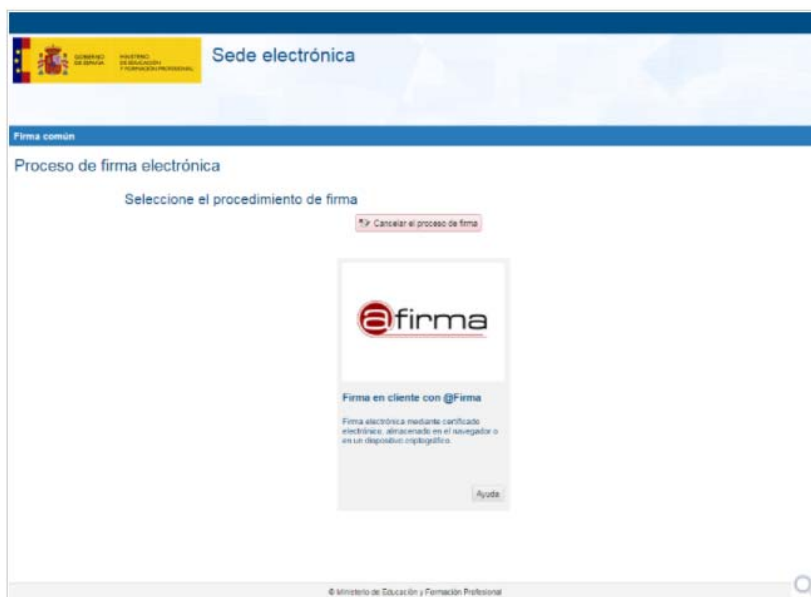 GOBIERNO
DE ESPAÑA
MINISTERIO
DE EDUCACIÓN
Y FORMACIÓN PROFESIONAL
Sede electrónica
Firma común
Proceso de firma electrónica
Seleccione el procedimiento de firma
Cancelar el proceso de firma
@firma
Firma en cliente con @Firma
Firma electrónica mediante certificado
electrónico, almacenado en el navegador o
en un dispositivo criptográfico.
Ayuda
© Ministerio de Educación y Formación Profesional